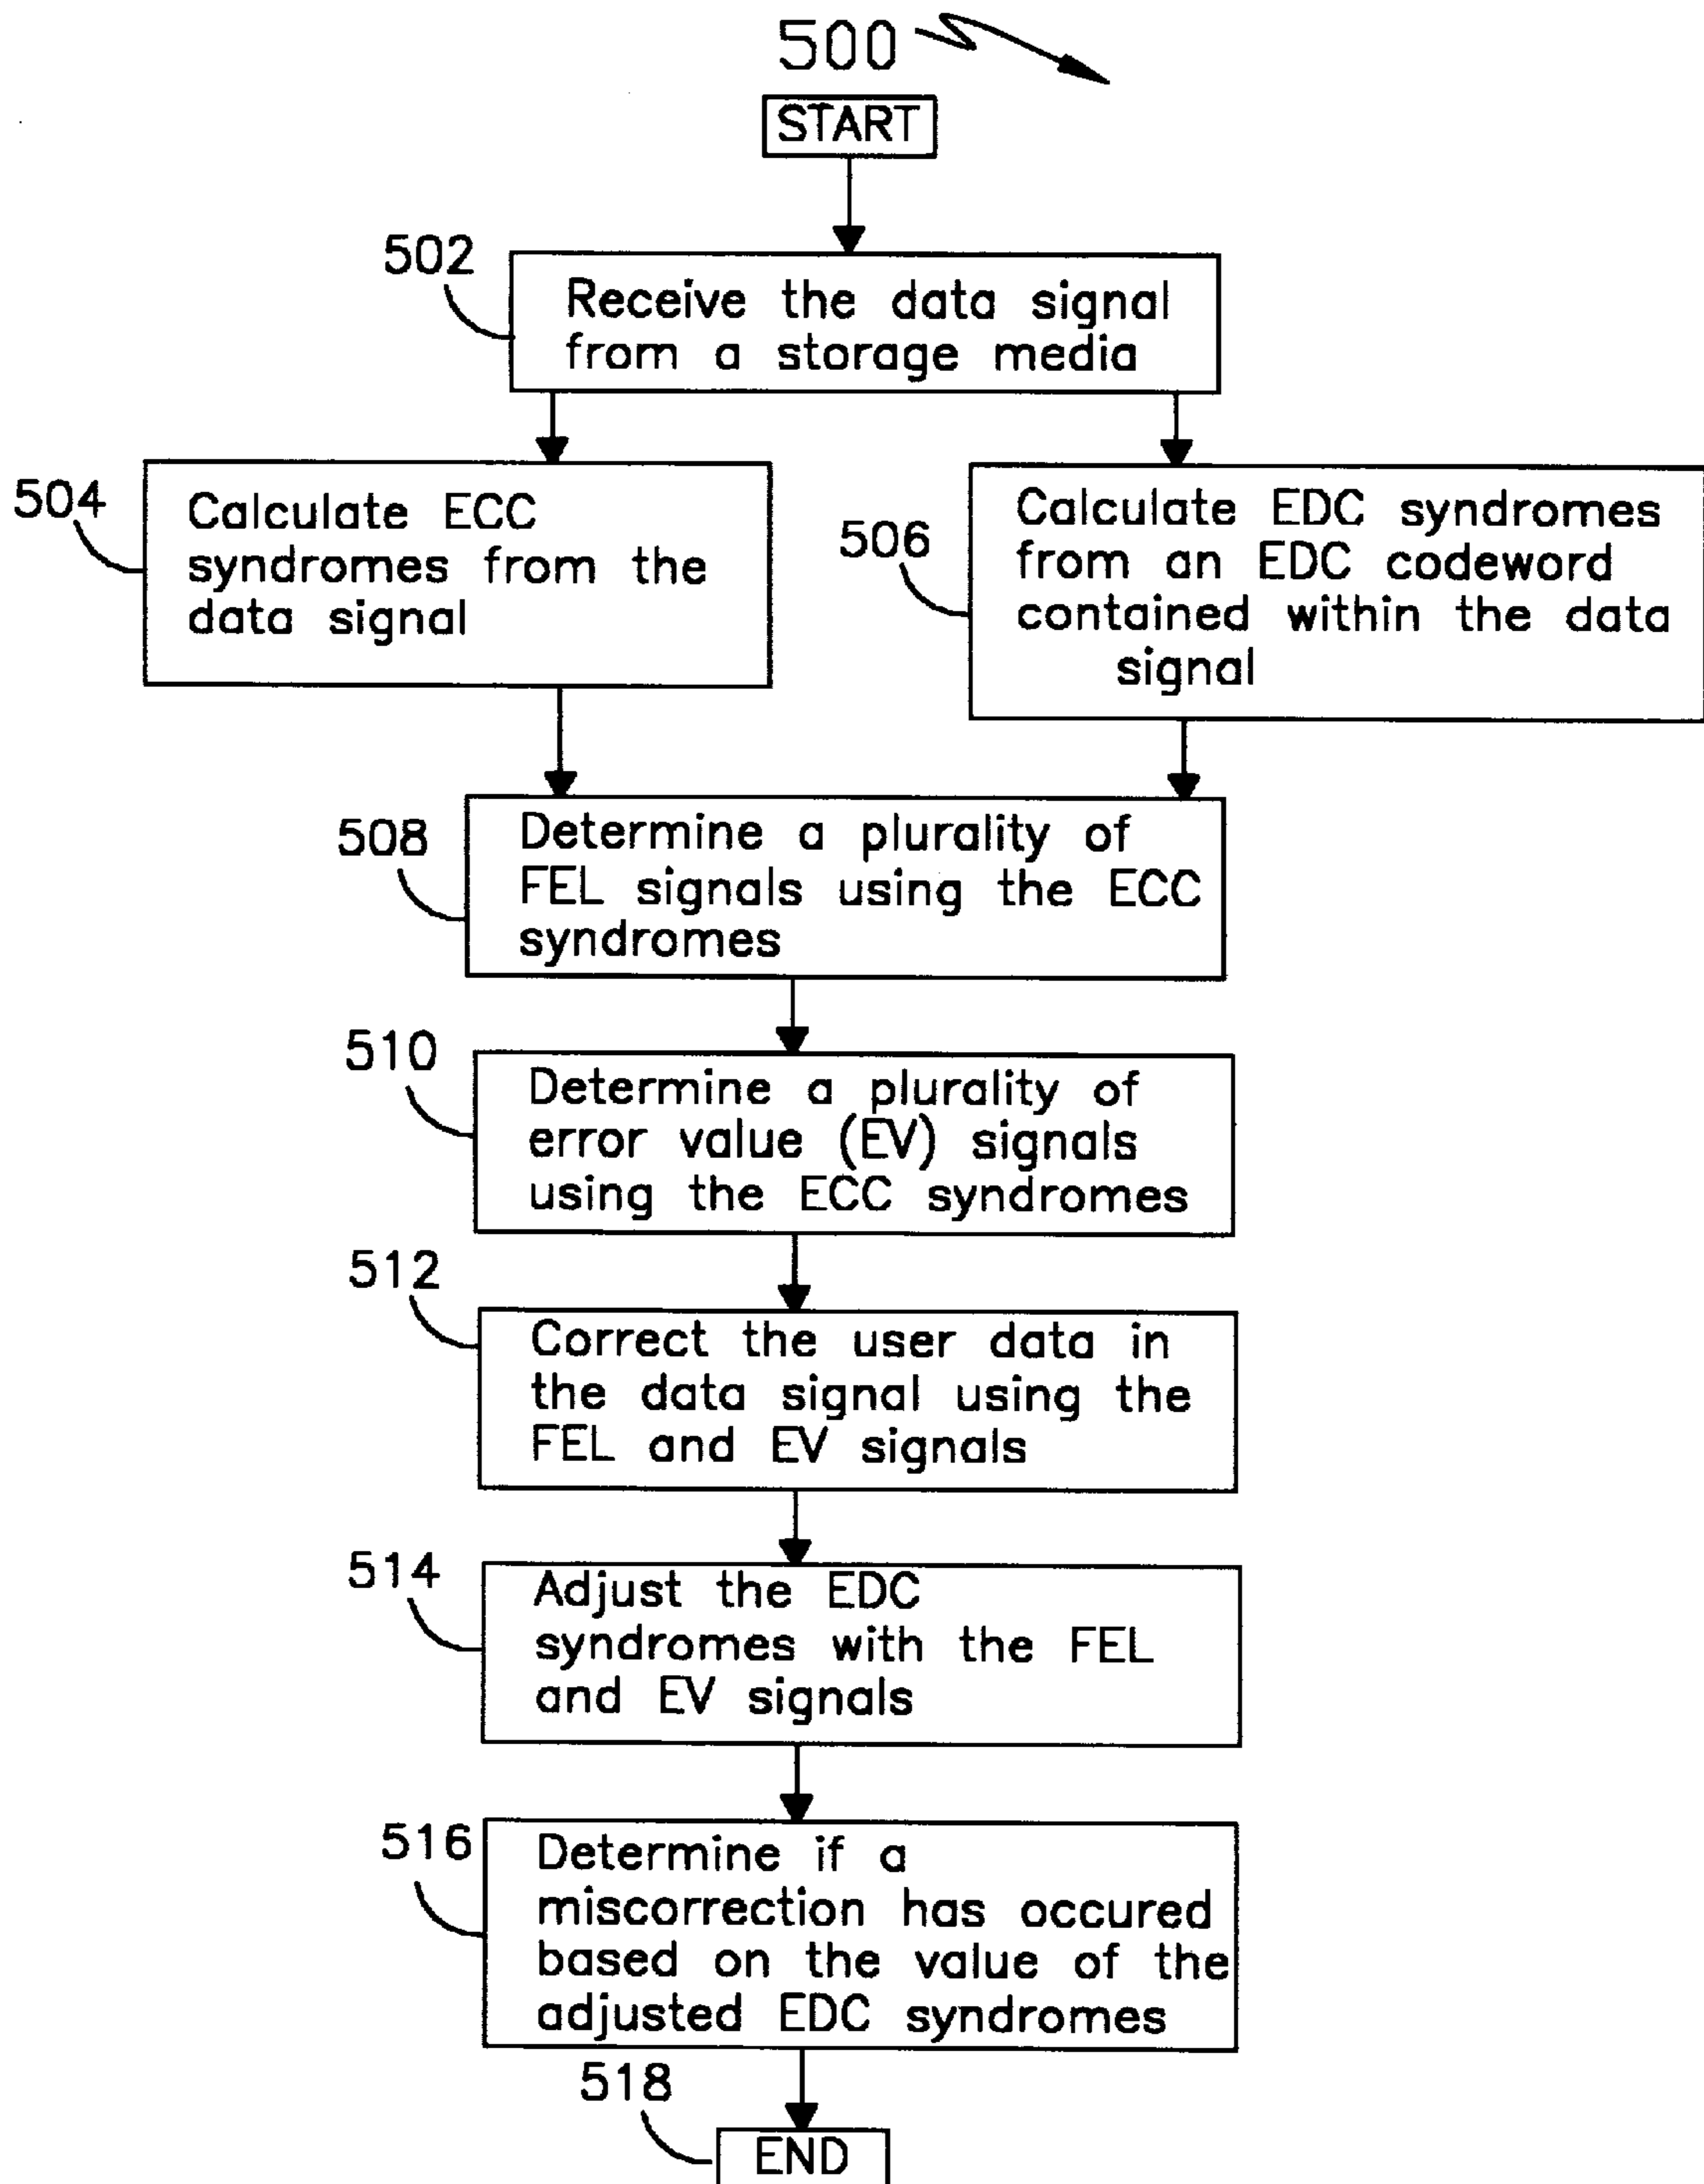 500
START
502
Receive the data signal
from a storage media
504
Calculate ECC
syndromes from the
data signal
506
Calculate EDC syndromes
from an EDC codeword
contained within the data
signal
508
Determine a plurality of
FEL signals using the ECC
syndromes
510
Determine a plurality of
error value (EV) signals
using the ECC syndromes
512
Correct the user data in
the data signal using the
FEL and EV signals
514
Adjust the EDC
syndromes with the FEL
and EV signals
516
Determine if a
miscorrection has occured
based on the value of the
adjusted EDC syndromes
518
END